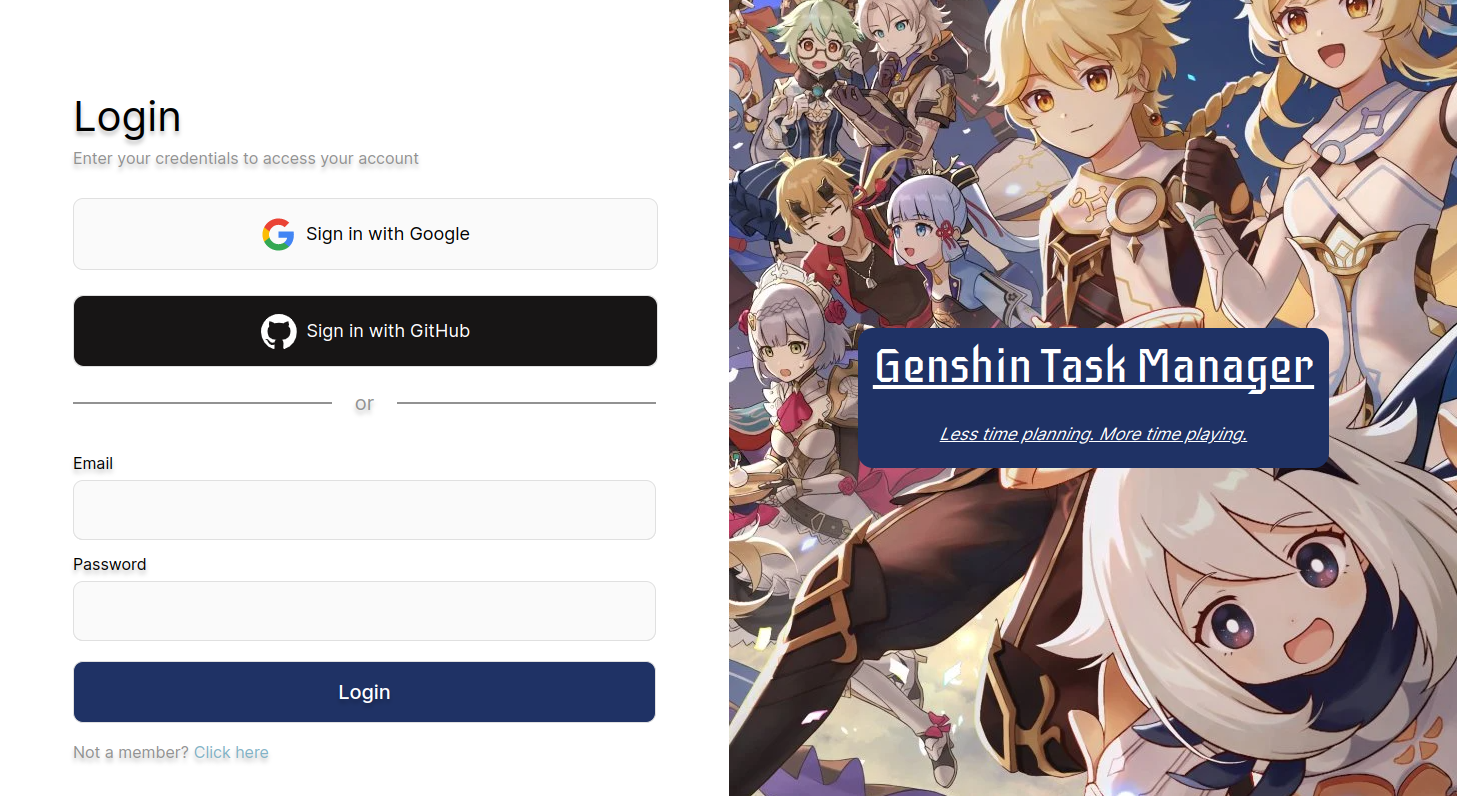 Login
Enter your credentials to access your account
Sign in with Google
Sign in with GitHub
or
Email
Password
Login
Not a member? Click here
Genshin Task Manager
Less time planning. More time playing.